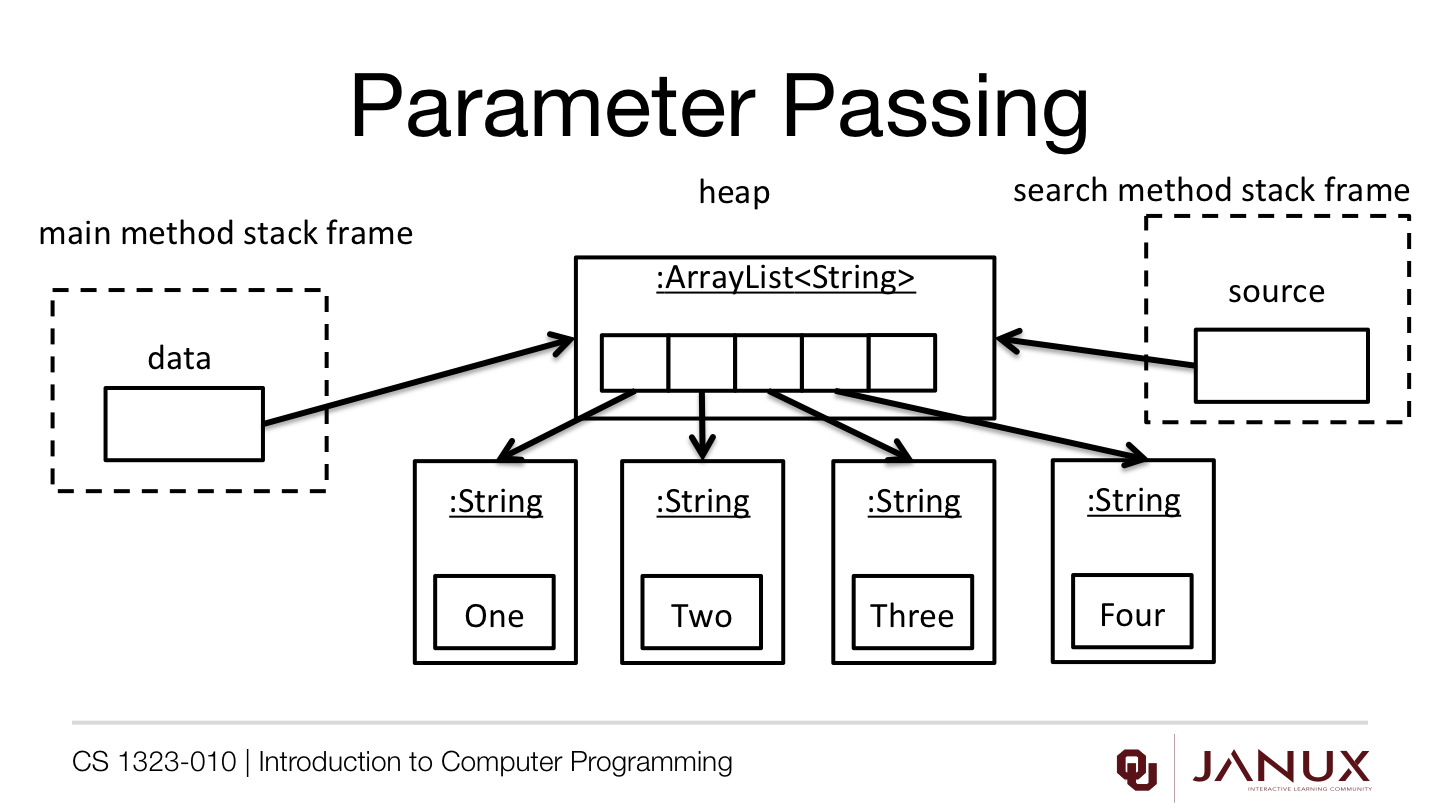 Parameter Passing
heap
search method stack frame
main method stack frame
:ArrayList<String>
source
data
:String
:String
:String
:String
One
Two
Three
Four
CS 1323-010 | Introduction to Computer Programming
OU
JANUX
INTERACTIVE LEARNING COMMUNITY